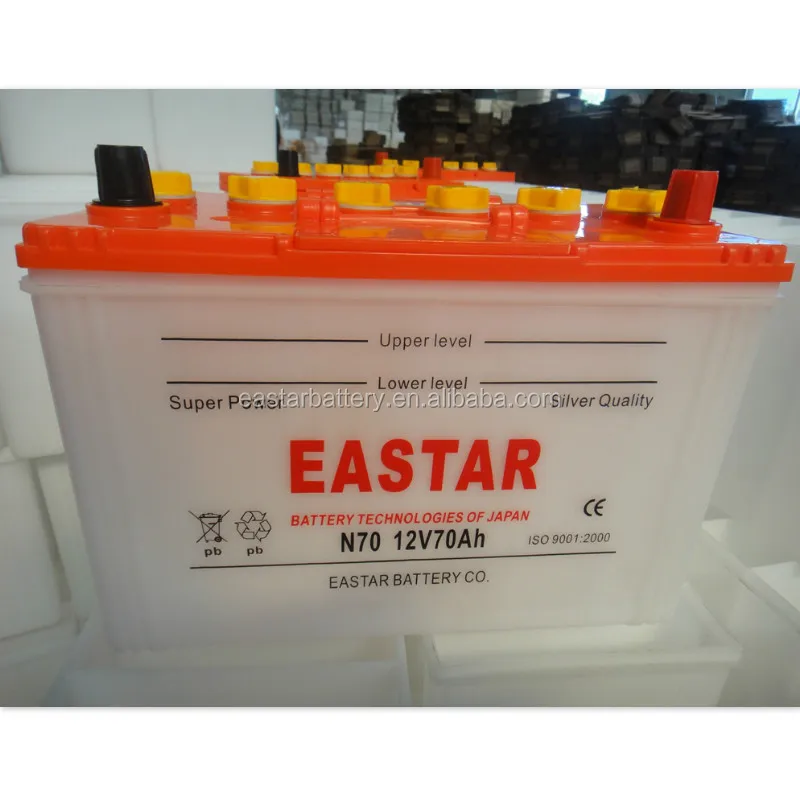 Upper level
Lower level
eastarbattery.en.alibaba.com
Super Power
Silver Quality
EASTAR
BATTERY TECHNOLOGIES OF JAPAN
CE
N70 12V70Ah
ISO 9001:2000
pb
pb
EASTAR BATTERY CO.